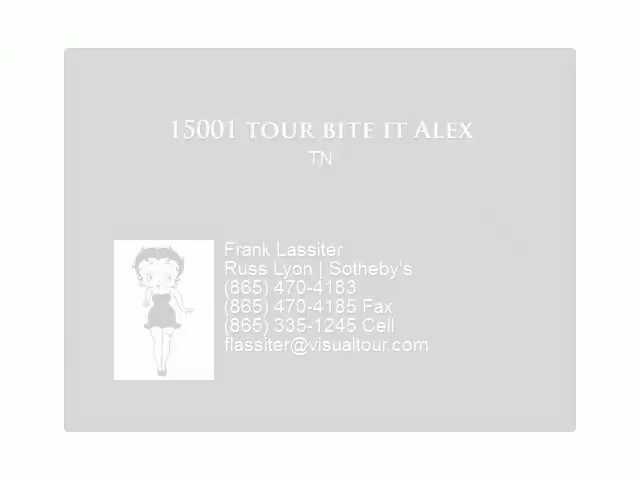 15001 TOUR BITE IT ALEX
TN
Frank Lassiter
Russ Lyon | Sotheby's
(865) 470-4183
(865) 470-4185 Fax
(865) 335-1245 Cell
flassiter@visualtour.com